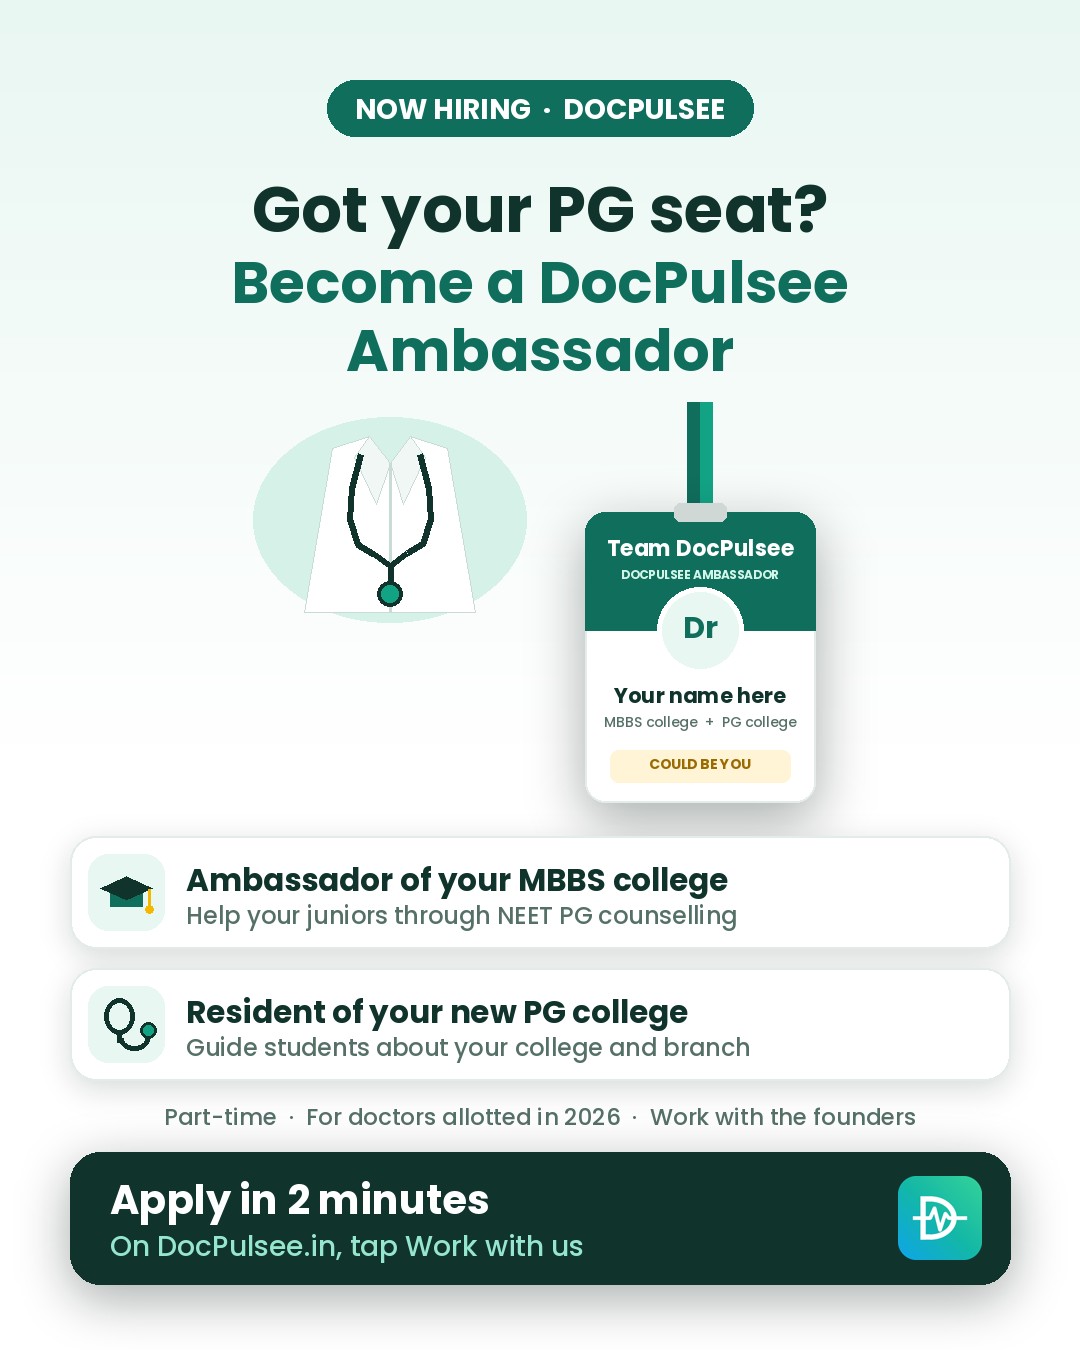 NOW HIRING · DOCPULSEE
Got your PG seat?
Become a DocPulsee
Ambassador
Team DocPulsee
DOCPULSEE AMBASSADOR
Dr
Your name here
MBBS college + PG college
COULD BE YOU
Ambassador of your MBBS college
Help your juniors through NEET PG counselling
Resident of your new PG college
Guide students about your college and branch
Part-time · For doctors allotted in 2026 · Work with the founders
Apply in 2 minutes
On DocPulsee.in, tap Work with us